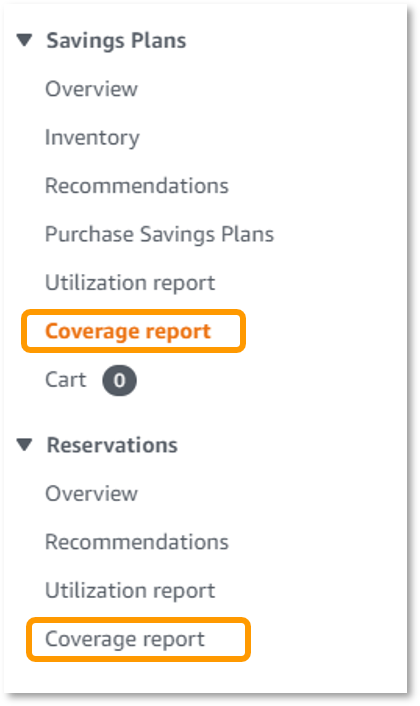 Savings Plans
Overview
Inventory
Recommendations
Purchase Savings Plans
Utilization report
Coverage report
Cart 0
Reservations
Overview
Recommendations
Utilization report
Coverage report